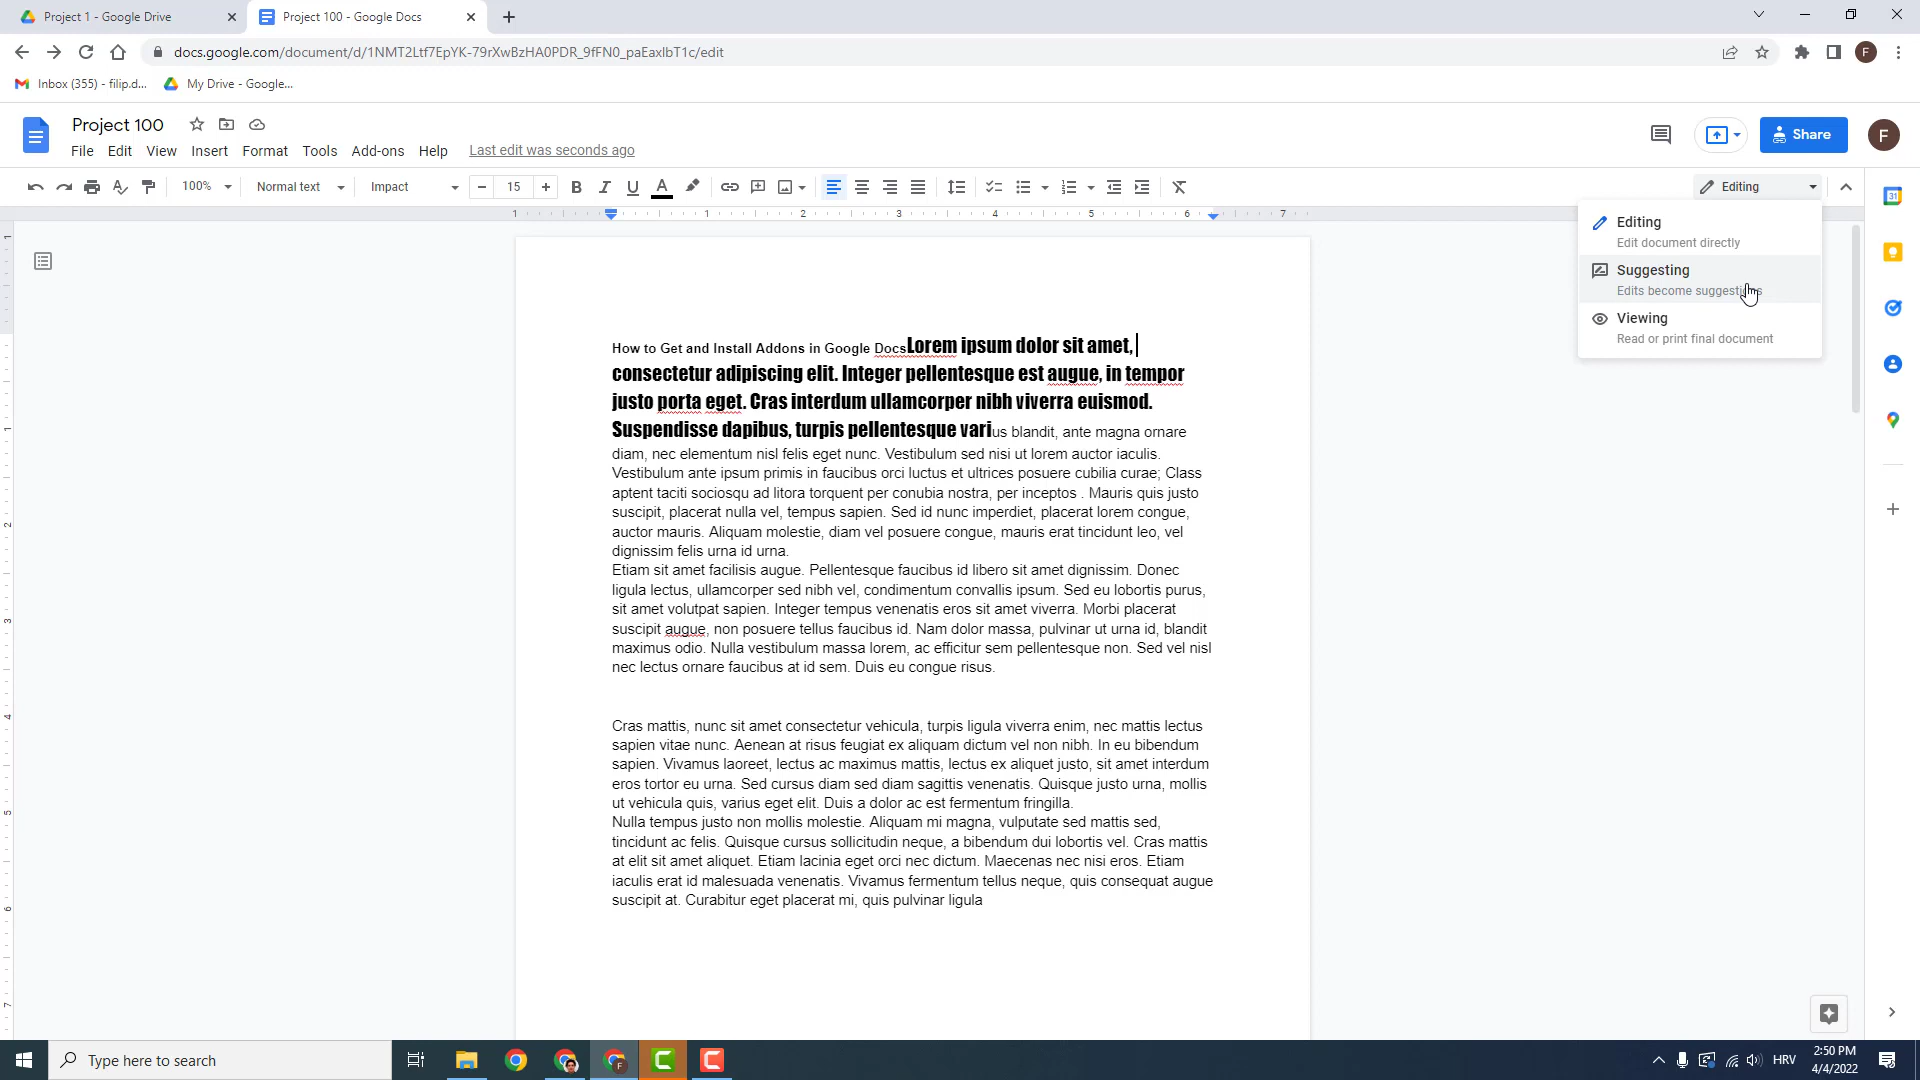 Project 1 - Google Drive
Project 100 - Google Docs
docs.google.com/document/d/1NMT2Ltf7EpYK-79rXwBzHA0PDR_9fFN0_paEaxlbT1c/edit
F
Inbox (355) - filip.d...
My Drive - Google...
Project 100
Share
F
File Edit View Insert Format Tools Add-ons Help Last edit was seconds ago
100% Normal text Impact 15 B I U A Editing
31
1 1 2 3 4 5 6 7
Editing
Edit document directly
Suggesting
Edits become
Viewing
Read or print final document
How to Get and Install Addons in Google DocsLorem ipsum dolor sit amet,
consectetur adipiscing elit. Integer pellentesque est augue, in tempor
justo porta eget. Cras interdum ullamcorper nibh viverra euismod.
Suspendisse dapibus, turpis pellentesque varius blandit, ante magna ornare
diam, nec elementum nisl felis eget nunc. Vestibulum sed nisi ut lorem auctor iaculis.
Vestibulum ante ipsum primis in faucibus orci luctus et ultrices posuere cubilia curae; Class
aptent taciti sociosqu ad litora torquent per conubia nostra, per inceptos . Mauris quis justo
suscipit, placerat nulla vel, tempus sapien. Sed id nunc imperdiet, placerat lorem congue,
auctor mauris. Aliquam molestie, diam vel posuere congue, mauris erat tincidunt leo, vel
dignissim felis urna id urna.
Etiam sit amet facilisis augue. Pellentesque faucibus id libero sit amet dignissim. Donec
ligula lectus, ullamcorper sed nibh vel, condimentum convallis ipsum. Sed eu lobortis purus,
sit amet volutpat sapien. Integer tempus venenatis eros sit amet viverra. Morbi placerat
suscipit augue, non posuere tellus faucibus id. Nam dolor massa, pulvinar ut urna id, blandit
maximus odio. Nulla vestibulum massa lorem, ac efficitur sem pellentesque non. Sed vel nisl
nec lectus ornare faucibus at id sem. Duis eu congue risus.
Cras mattis, nunc sit amet consectetur vehicula, turpis ligula viverra enim, nec mattis lectus
sapien vitae nunc. Aenean at risus feugiat ex aliquam dictum vel non nibh. In eu bibendum
sapien. Vivamus laoreet, lectus ac maximus mattis, lectus ex aliquet justo, sit amet interdum
eros tortor eu urna. Sed cursus diam sed diam sagittis venenatis. Quisque justo urna, mollis
ut vehicula quis, varius eget elit. Duis a dolor ac est fermentum fringilla.
Nulla tempus justo non mollis molestie. Aliquam mi magna, vulputate sed mattis sed,
tincidunt ac felis. Quisque cursus sollicitudin neque, a bibendum dui lobortis vel. Cras mattis
at elit sit amet aliquet. Etiam lacinia eget orci nec dictum. Maecenas nec nisi eros. Etiam
iaculis erat id malesuada venenatis. Vivamus fermentum tellus neque, quis consequat augue
suscipit at. Curabitur eget placerat mi, quis pulvinar ligula
1
1
2
3
4
5
6
7
Type here to search
HRV
2:50 PM
4/4/2022